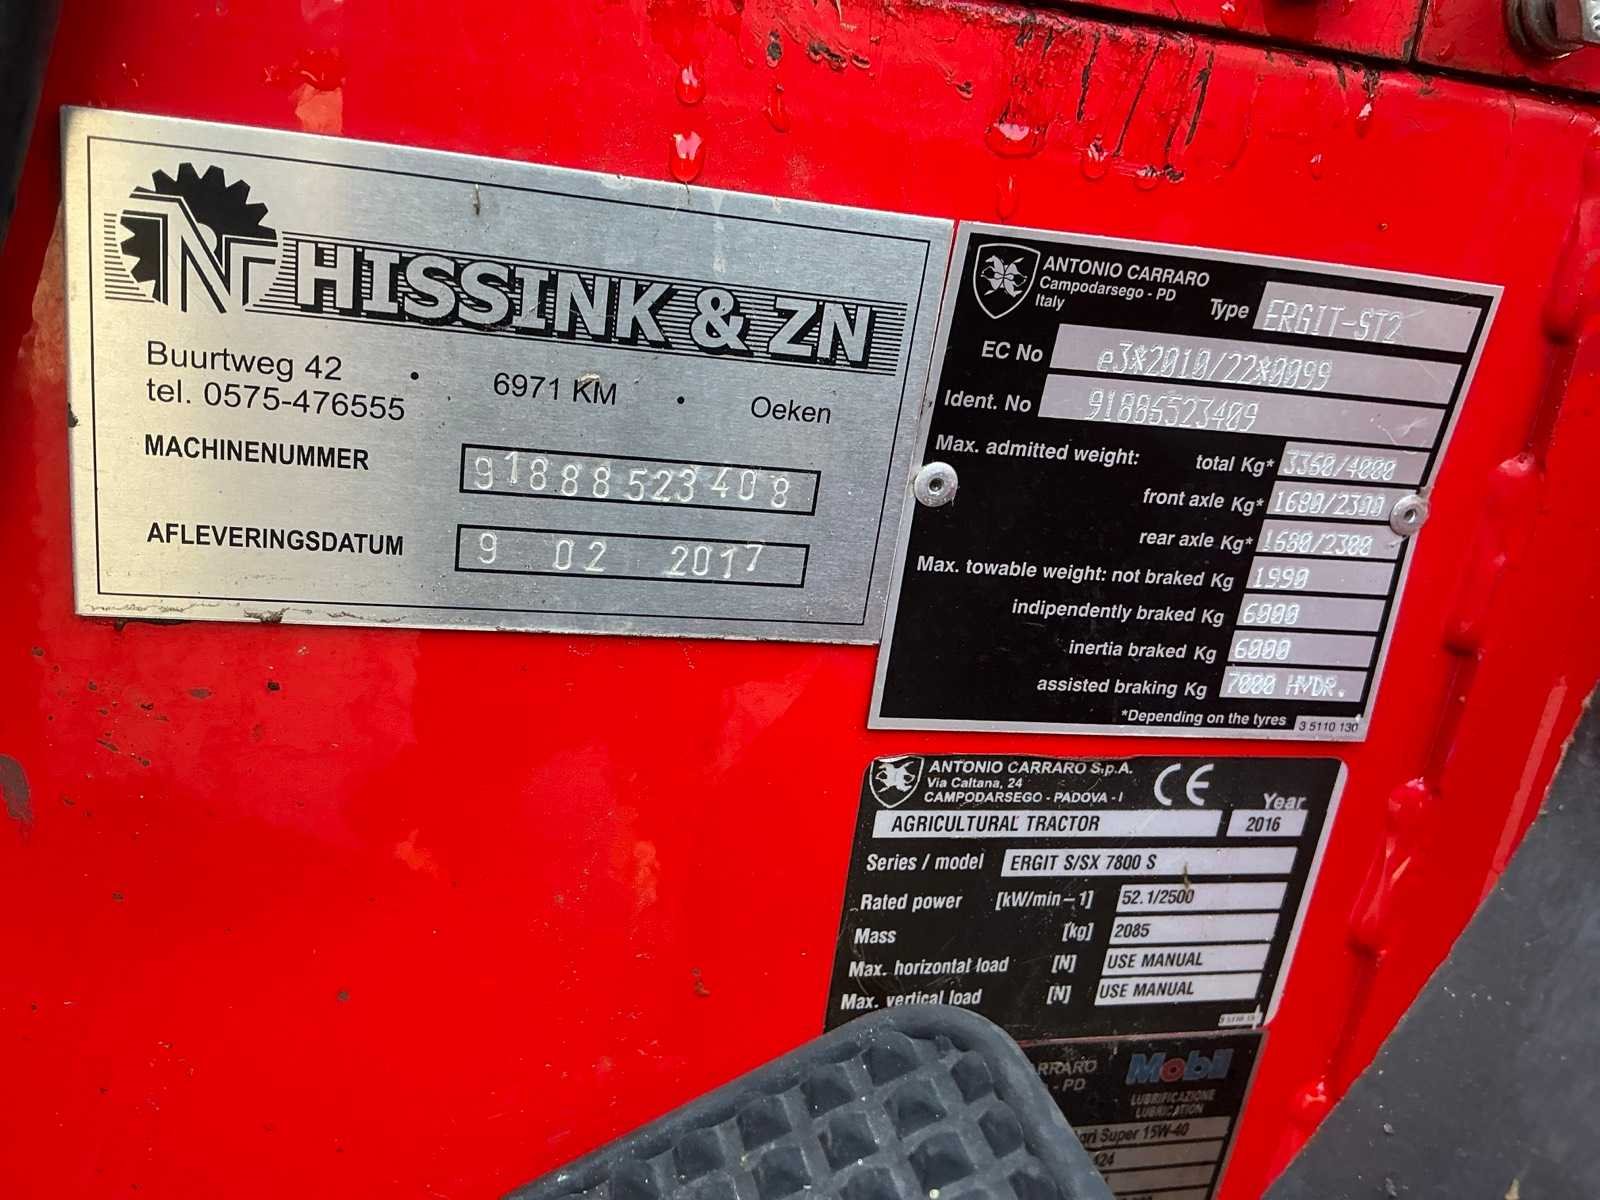 N HISSINK & ZN
Buurtweg 42 • 6971 KM • Oeken
tel. 0575-476555
MACHINENUMMER 91888523408
AFLEVERINGSDATUM 9 02 2017
ANTONIO CARRARO
Campodarsego - PD
Italy
Type ERGIT-ST2
EC No e3*2010/22*0099
Ident. No 91886523409
Max. admitted weight: total Kg* 3360/4000
front axle Kg* 1680/2300
rear axle Kg* 1680/2300
Max. towable weight: not braked Kg 1990
indipendently braked Kg 6000
inertia braked Kg 6000
assisted braking Kg 7000 HYDR.
*Depending on the tyres 3 5110 130
ANTONIO CARRARO S.p.A.
Via Caltana, 24
CAMPODARSEGO - PADOVA - I
CE
Year
AGRICULTURAL TRACTOR 2016
Series / model ERGIT S/SX 7800 S
Rated power [kW/min-1] 52.1/2500
Mass [kg] 2085
Max. horizontal load [N] USE MANUAL
Max. vertical load [N] USE MANUAL
RRARO
- PD
Mobil
LUBRIFICAZIONE
LUBRICATION
Super 15W-40
424